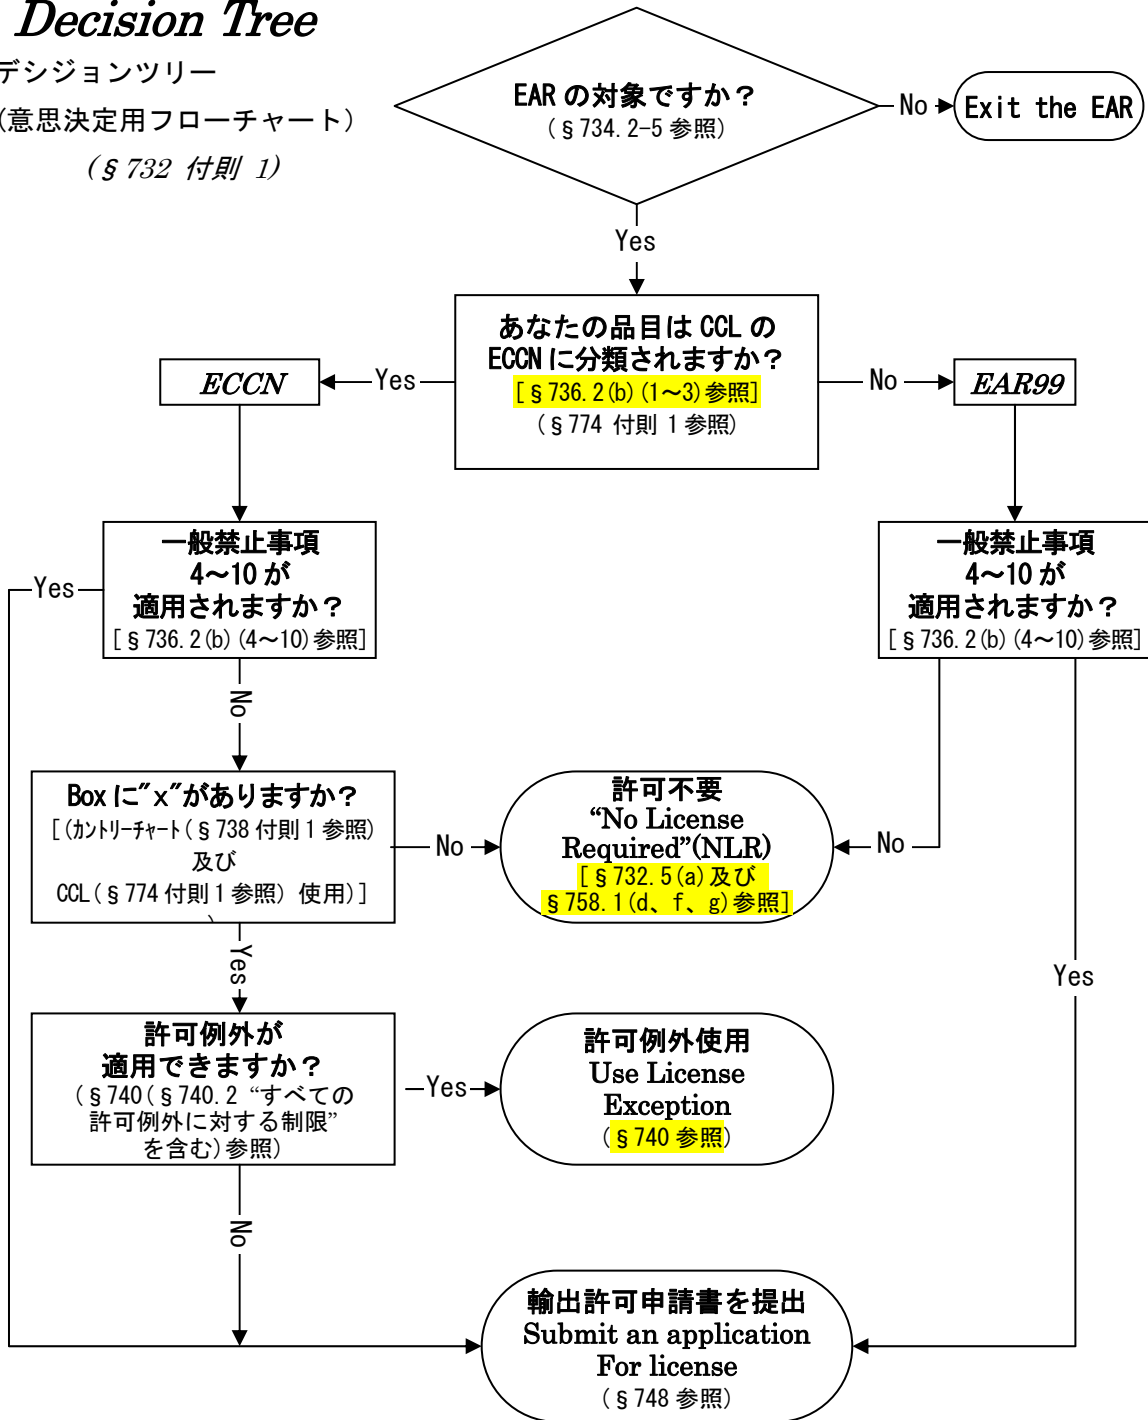 Decision Tree
デシジョンツリー
(意思決定用フローチャート)
(§732 付則 1)
EAR の対象ですか？
(§734.2-5 参照)
No
Exit the EAR
Yes
あなたの品目は CCL の
ECCN に分類されますか？
[§736.2(b)(1～3)参照]
(§774 付則 1 参照)
Yes
ECCN
No
EAR99
一般禁止事項
4～10 が
適用されますか？
[§736.2(b)(4～10)参照]
Yes
No
一般禁止事項
4～10 が
適用されますか？
[§736.2(b)(4～10)参照]
Box に"x"がありますか？
[(カントリーチャート(§738 付則 1 参照)
及び
CCL(§774 付則 1 参照) 使用)]
)
No
許可不要
“No License
Required”(NLR)
[§732.5(a)及び
§758.1(d、f、g)参照]
No
Yes
Yes
許可例外が
適用できますか？
(§740(§740.2 “すべての
許可例外に対する制限”
を含む)参照)
Yes
許可例外使用
Use License
Exception
(§740 参照)
No
輸出許可申請書を提出
Submit an application
For license
(§748 参照)